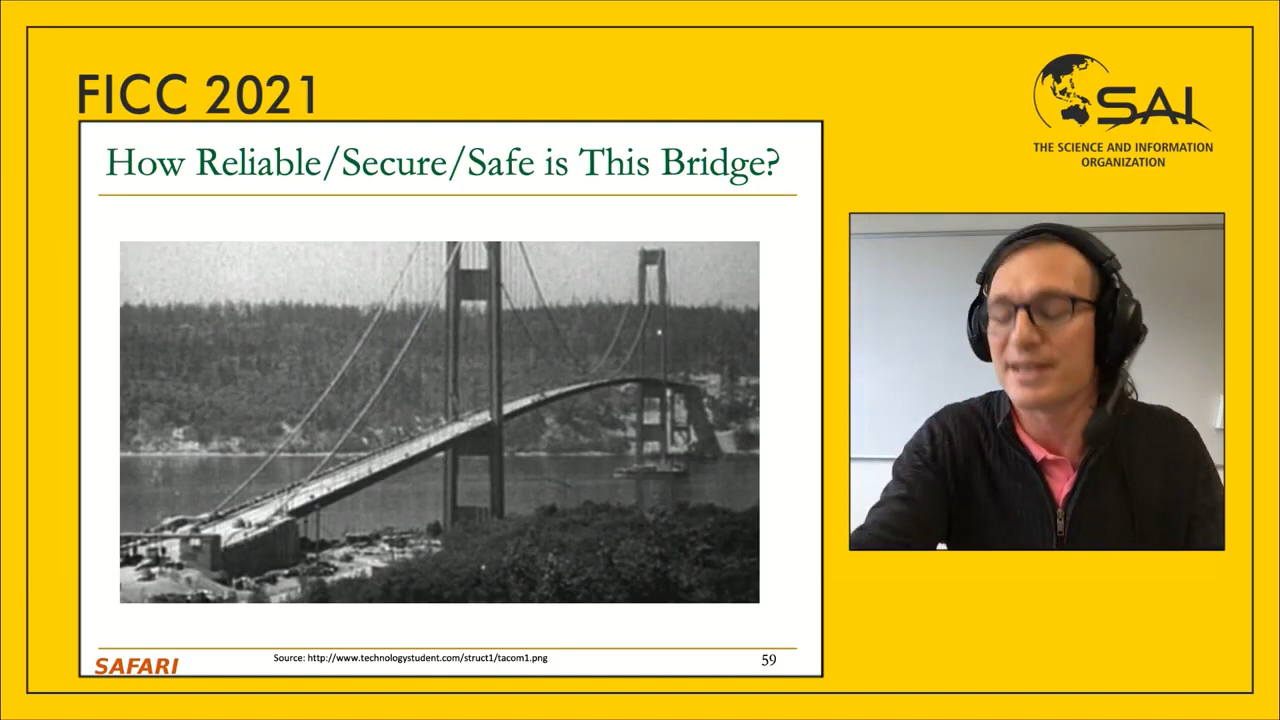 FICC 2021
SAI
THE SCIENCE AND INFORMATION
ORGANIZATION
How Reliable/Secure/Safe is This Bridge?
SAFARI
Source: http://www.technologystudent.com/struct1/tacom1.png
59